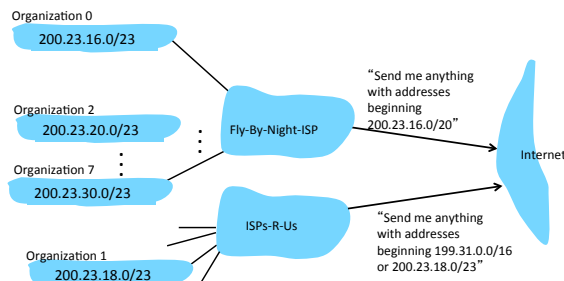 Organization 0
200.23.16.0/23
Organization 2
200.23.20.0/23
Organization 7
200.23.30.0/23
Organization 1
200.23.18.0/23
Fly-By-Night-ISP
ISPs-R-Us
“Send me anything
with addresses
beginning
200.23.16.0/20”
“Send me anything
with addresses
beginning 199.31.0.0/16
or 200.23.18.0/23”
Internet